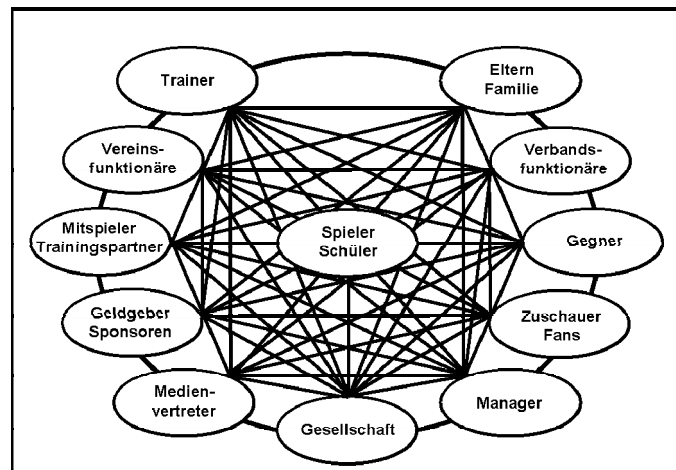 Trainer
Eltern
Familie
Vereins-
funktionäre
Verbands-
funktionäre
Mitspieler
Trainingspartner
Spieler
Schüler
Gegner
Geldgeber
Sponsoren
Zuschauer
Fans
Medien-
vertreter
Gesellschaft
Manager